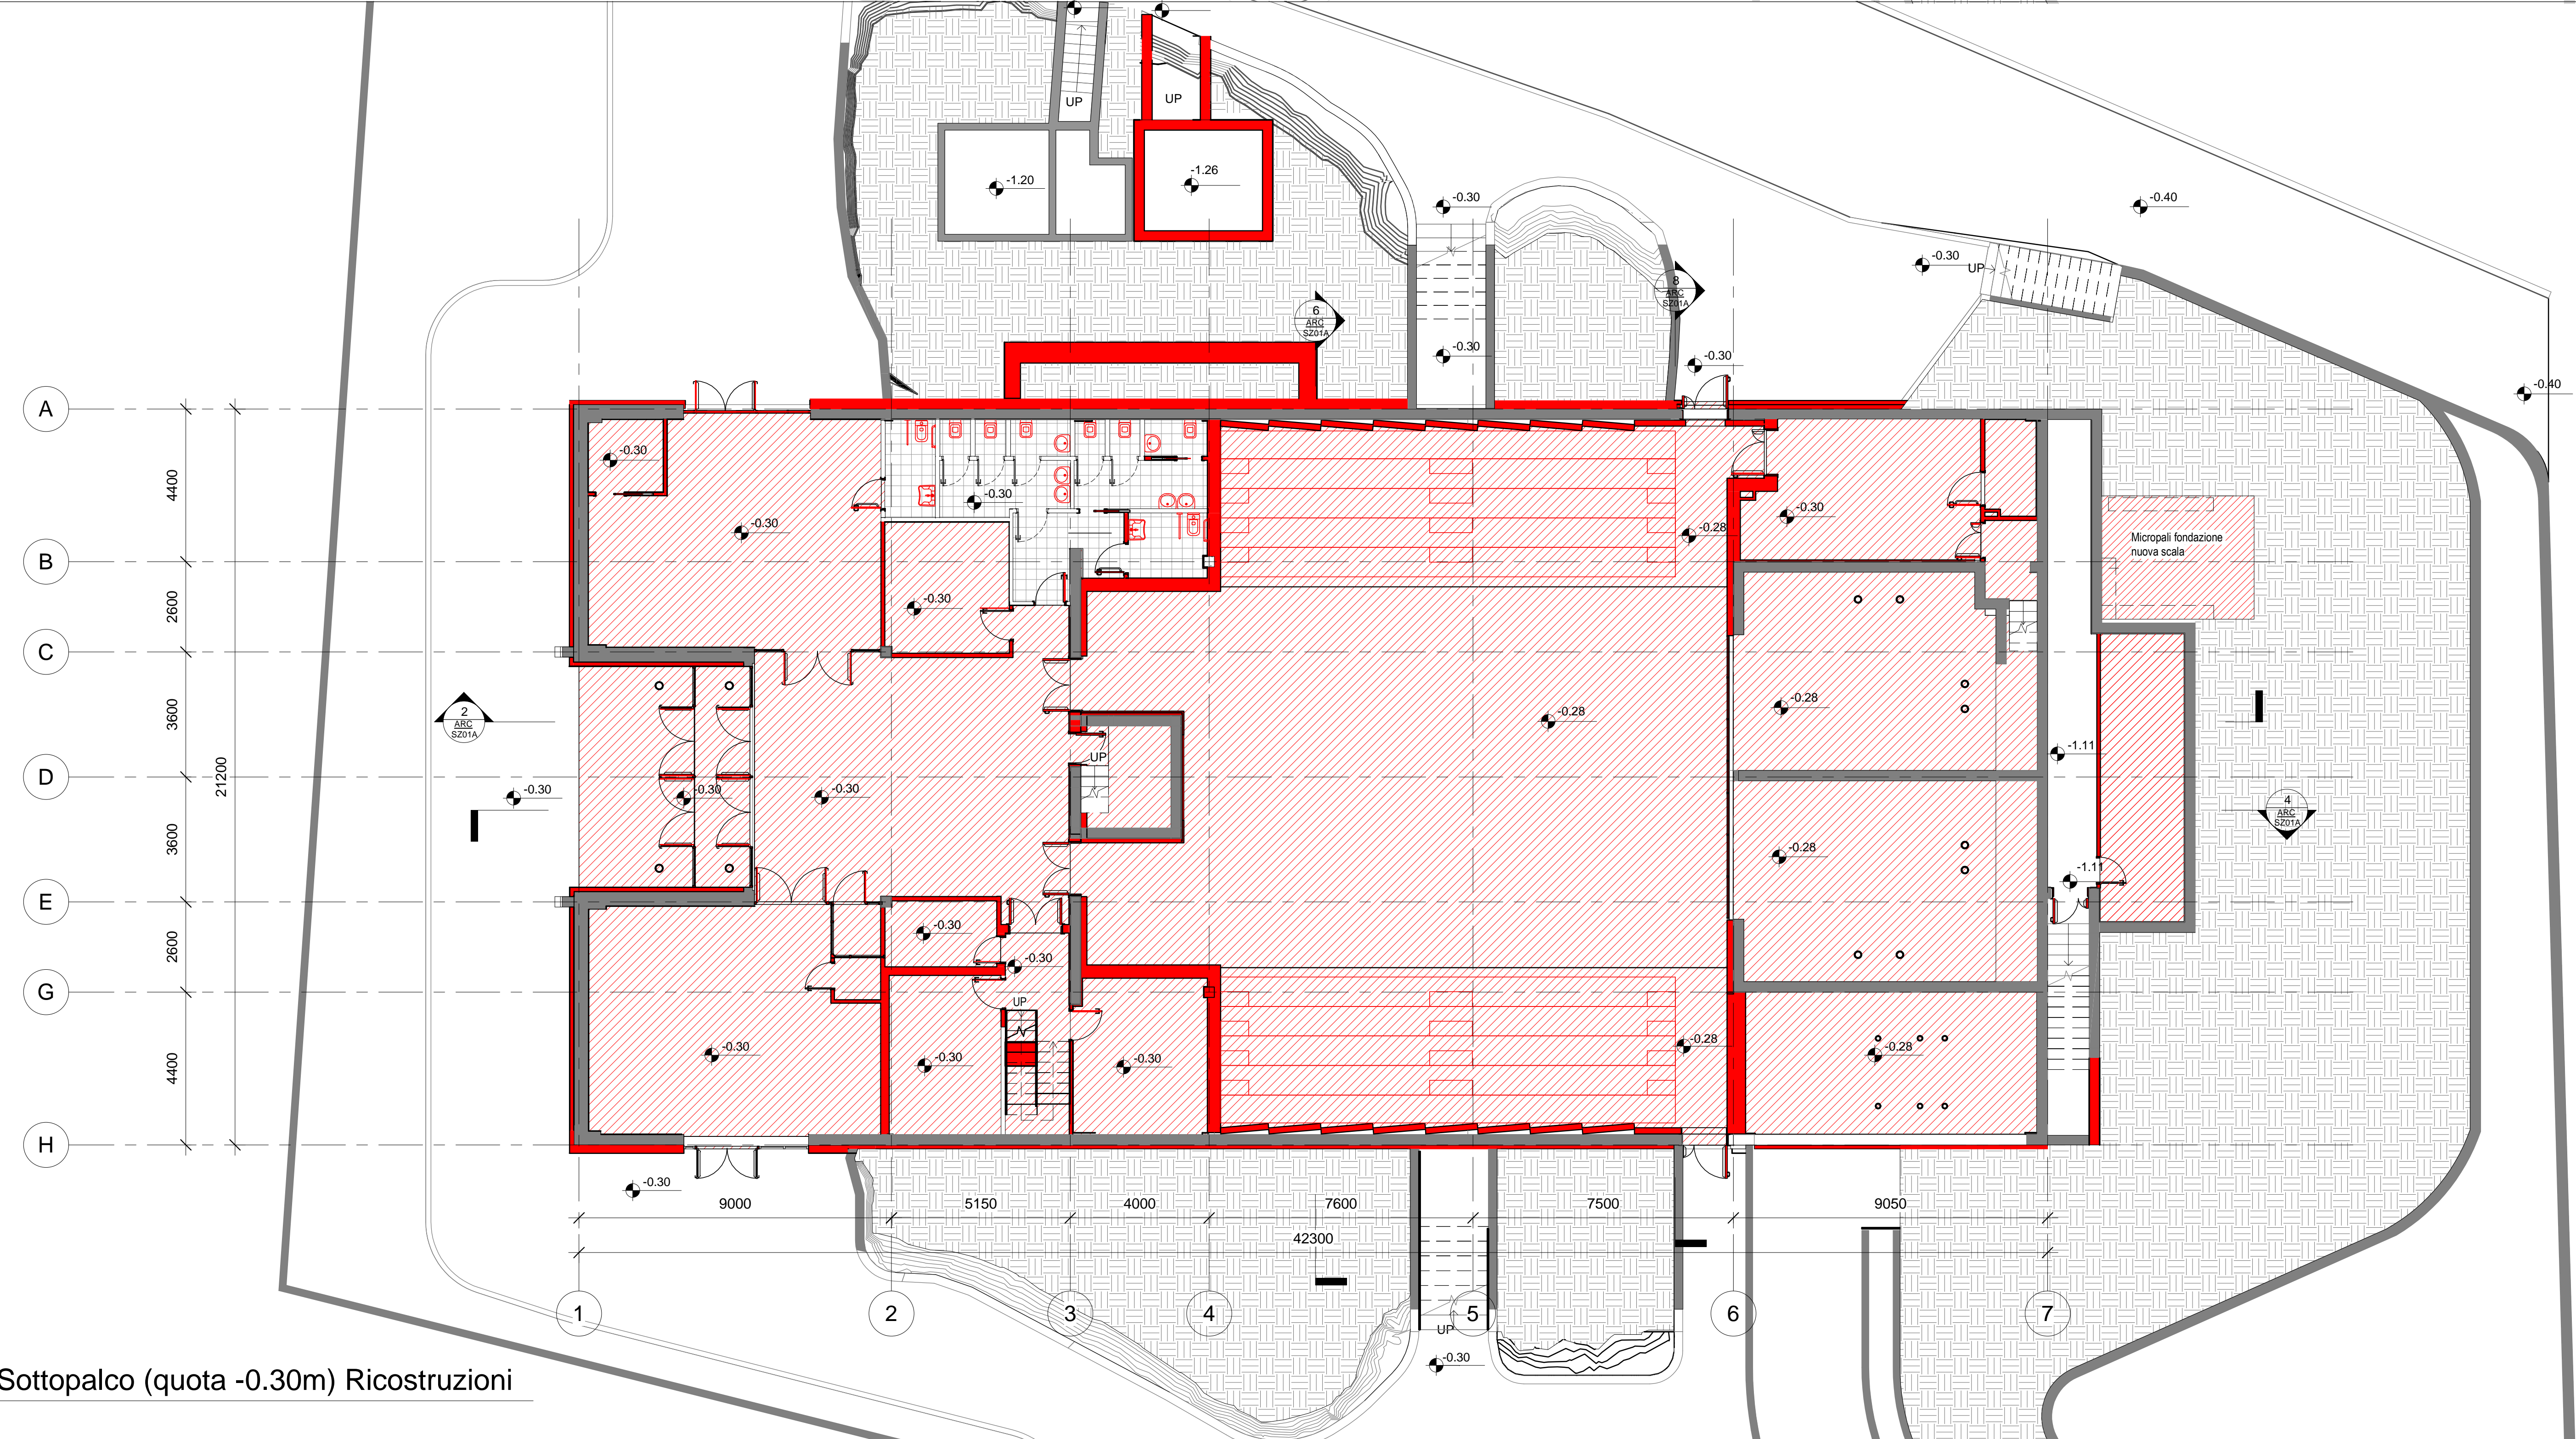 UP
UP
-1.20
-1.26
-0.30
-0.40
-0.30
UP
8
ARC
SZ01A
6
ARC
SZ01A
-0.30
-0.30
-0.40
A
-0.30
4400
-0.30
-0.30
-0.30
-0.28
-0.30
Micropali fondazione
nuova scala
B
2600
-0.30
C
3600
2
ARC
SZ01A
-0.28
-0.28
-1.11
UP
D
21200
-0.30
-0.30
-0.30
4
ARC
SZ01A
3600
-0.28
-1.11
E
-0.30
2600
-0.30
G
UP
4400
-0.30
-0.30
-0.30
-0.28
-0.28
H
-0.30
9000
5150
4000
7600
7500
9050
42300
1
2
3
4
5
6
7
UP
-0.30
Sottopalco (quota -0.30m) Ricostruzioni